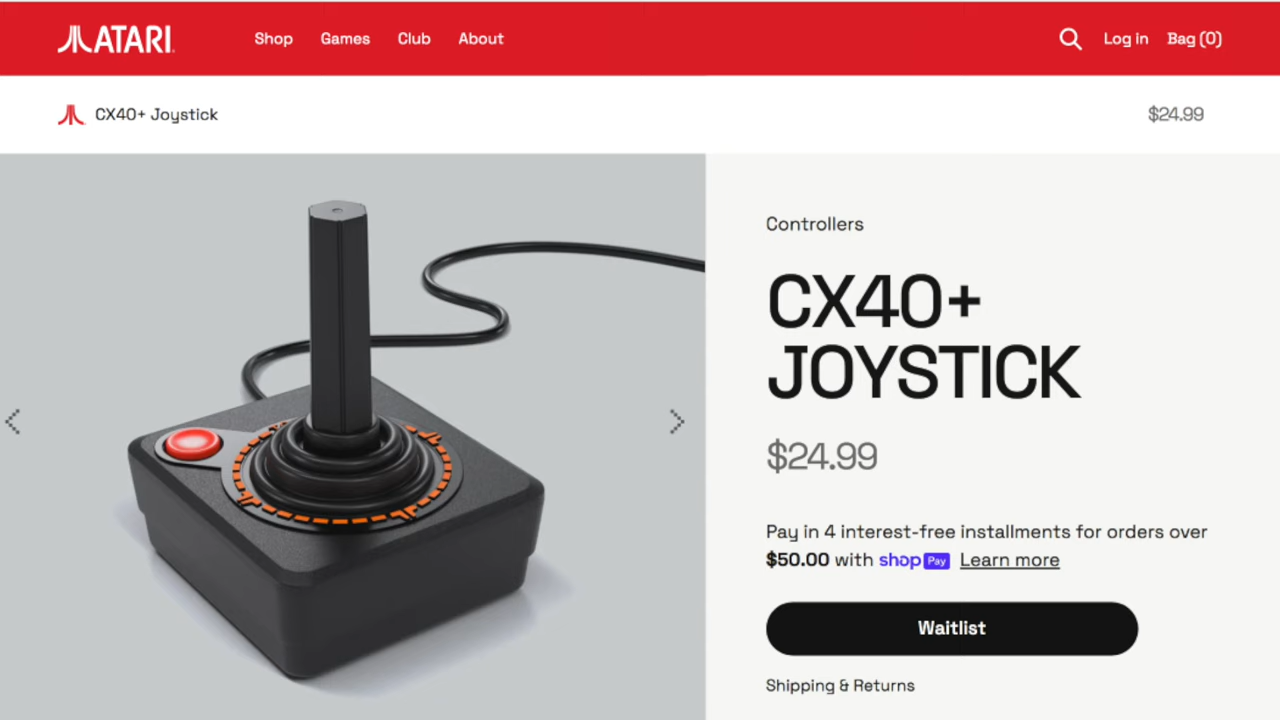 ATARI
Shop Games Club About
Log in Bag (0)
CX40+ Joystick
$24.99
Controllers
CX40+
JOYSTICK
$24.99
Pay in 4 interest-free installments for orders over
$50.00 with shop Pay Learn more
Waitlist
Shipping & Returns